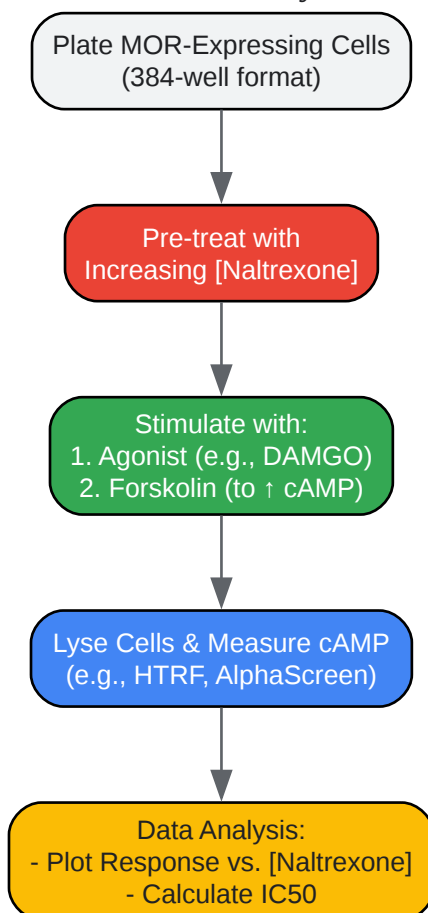 Plate MOR-Expressing Cells
(384-well format)
Pre-treat with
Increasing [Naltrexone]
Stimulate with:
1. Agonist (e.g., DAMGO)
2. Forskolin (to ↑ cAMP)
Lyse Cells & Measure cAMP
(e.g., HTRF, AlphaScreen)
Data Analysis:
- Plot Response vs. [Naltrexone]
- Calculate IC50